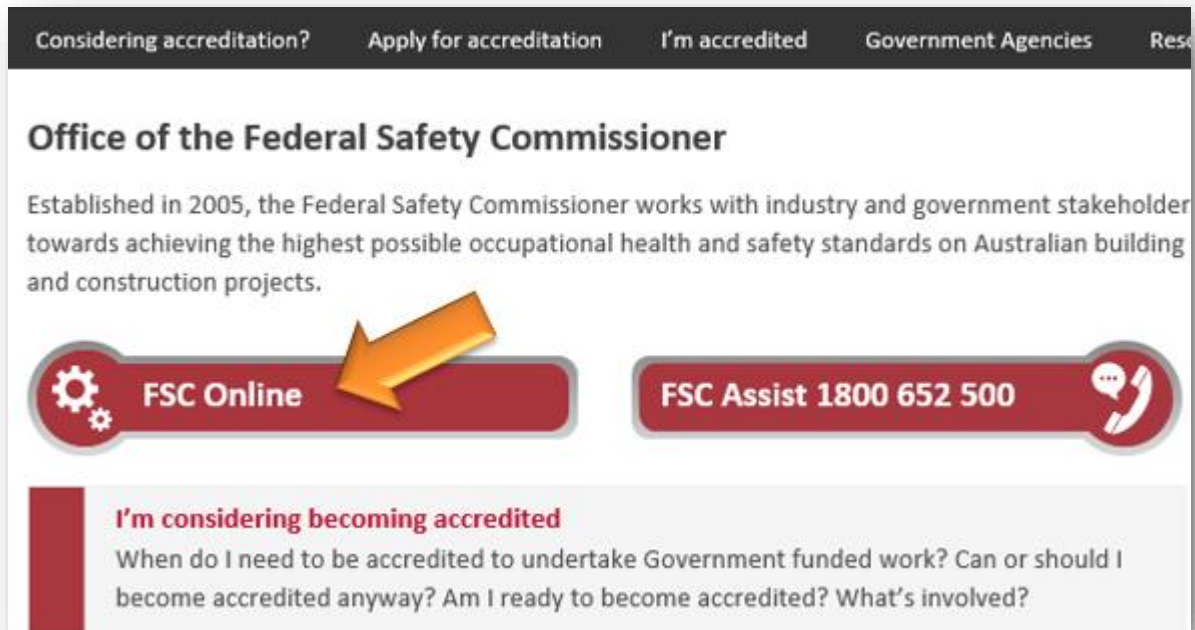 Considering accreditation? Apply for accreditation I'm accredited Government Agencies
Office of the Federal Safety Commissioner
Established in 2005, the Federal Safety Commissioner works with industry and government stakeholder
towards achieving the highest possible occupational health and safety standards on Australian building
and construction projects.
FSC Online
FSC Assist 1800 652 500
I'm considering becoming accredited
When do I need to be accredited to undertake Government funded work? Can or should I
become accredited anyway? Am I ready to become accredited? What's involved?